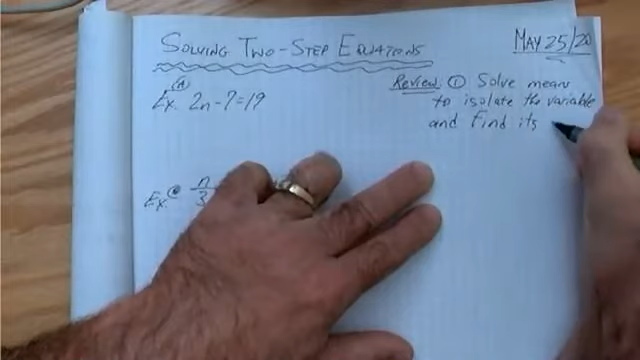 SOLVING TWO-STEP EQUATIONS
MAY 25/20
Ex. (A) 2n-7=19
Review: ① Solve means
to isolate the variable
and Find its
Ex. n/3